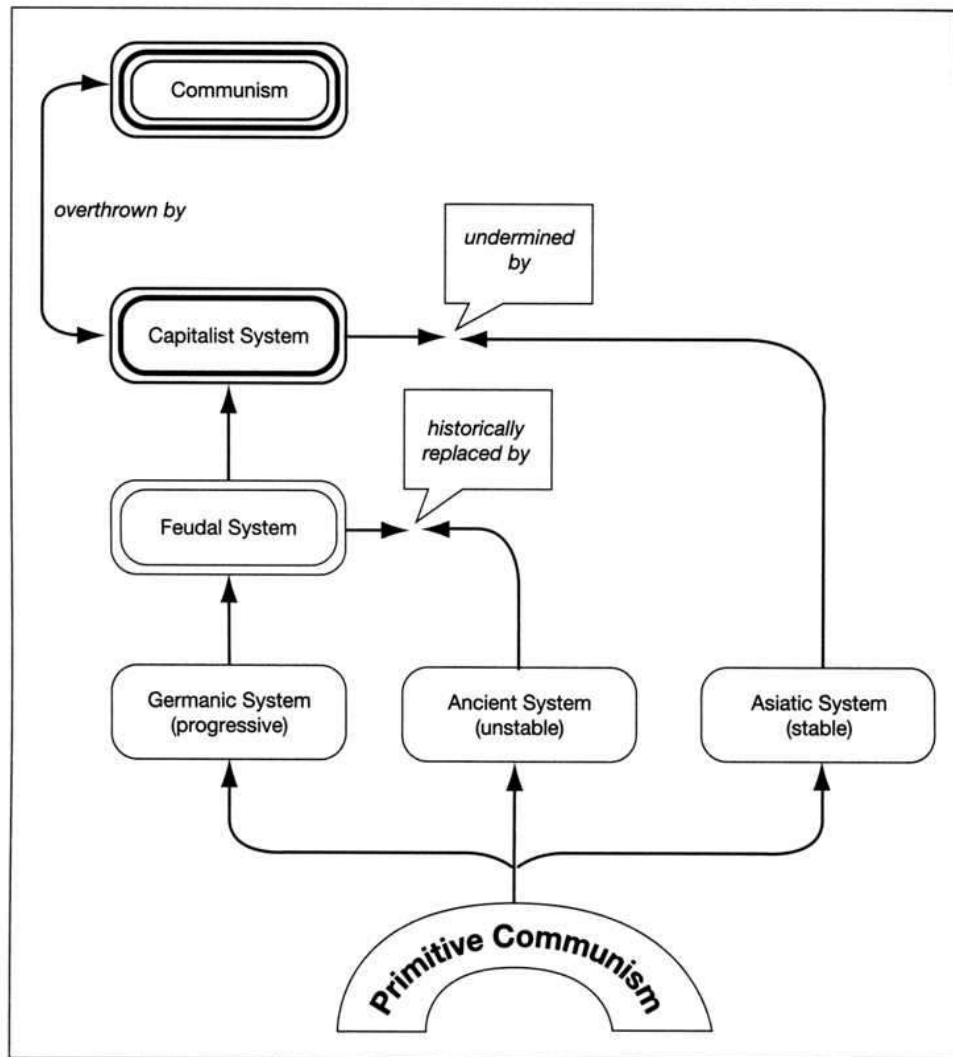 Communism
overthrown by
undermined
by
Capitalist System
historically
replaced by
Feudal System
Germanic System
(progressive)
Ancient System
(unstable)
Asiatic System
(stable)
Primitive Communism